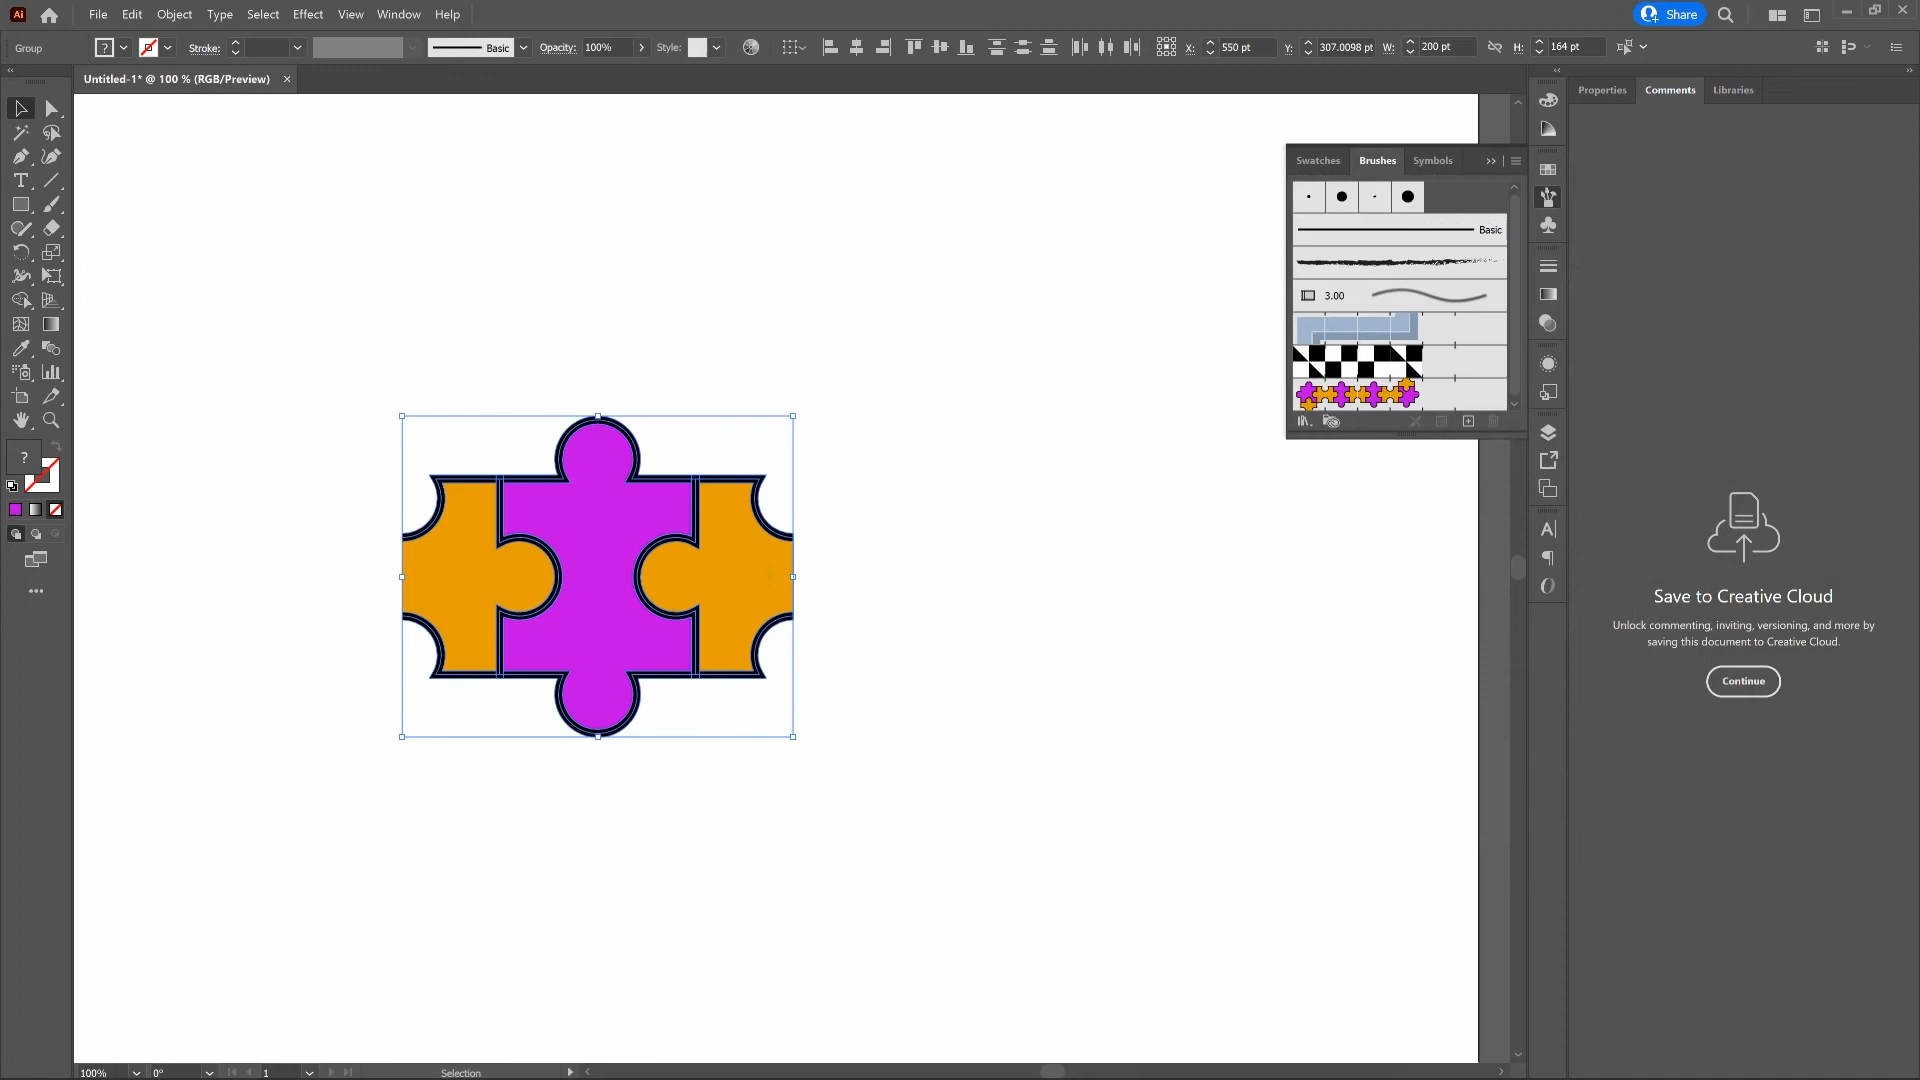 Ai File Edit Object Type Select Effect View Window Help Share
Group ? Stroke: Basic Opacity: 100% Style: X: 550 pt Y: 307.0098 pt W: 200 pt H: 164 pt
Untitled-1* @ 100 % (RGB/Preview) ×
Properties Comments Libraries
Swatches Brushes Symbols
Basic
3.00
?
Save to Creative Cloud
Unlock commenting, inviting, versioning, and more by
saving this document to Creative Cloud.
Continue
100% 0° 1 Selection